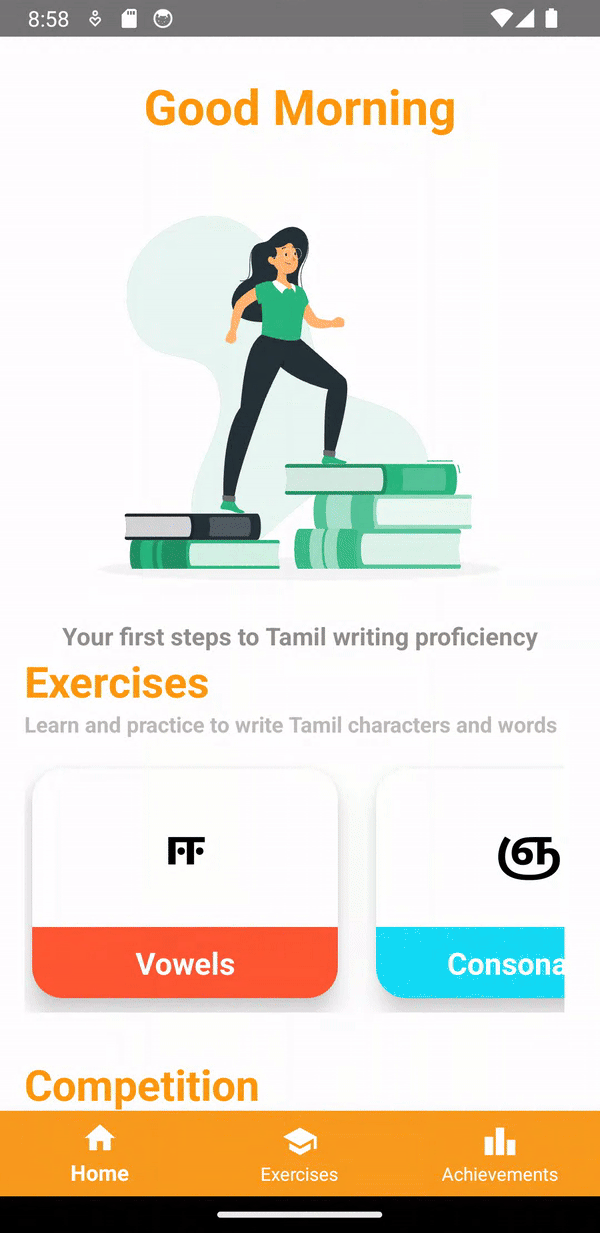 8:58
Good Morning
Your first steps to Tamil writing proficiency
Exercises
Learn and practice to write Tamil characters and words
ஈ ஞ
Vowels Consona
Competition
Home Exercises Achievements